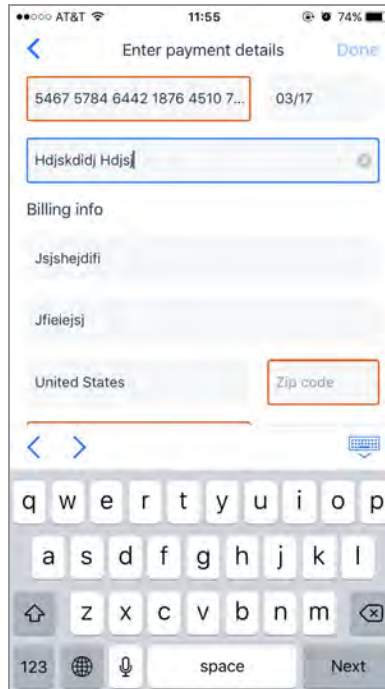 AT&T 11:55 74%
Enter payment details Done
5467 5784 6442 1876 4510 7... 03/17
Hdjskdidj Hdjsj
Billing info
Jsjshejdifi
Jfieiejsj
United States Zip code
q w e r t y u i o p
a s d f g h j k l
z x c v b n m
123 space Next